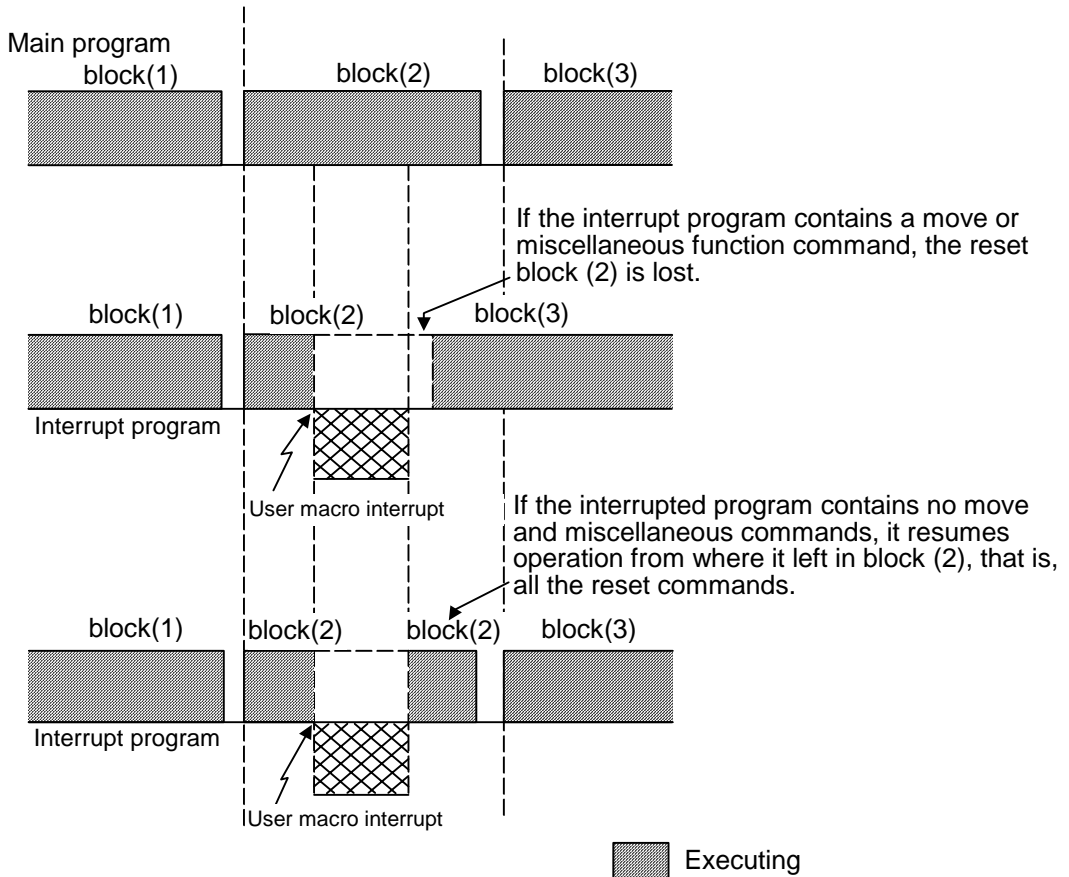 Main program
block(1)
block(2)
block(3)
If the interrupt program contains a move or
miscellaneous function command, the reset
block (2) is lost.
block(1)
block(2)
block(3)
Interrupt program
User macro interrupt
If the interrupted program contains no move
and miscellaneous commands, it resumes
operation from where it left in block (2), that is,
all the reset commands.
block(1)
block(2)
block(2)
block(3)
Interrupt program
User macro interrupt
Executing